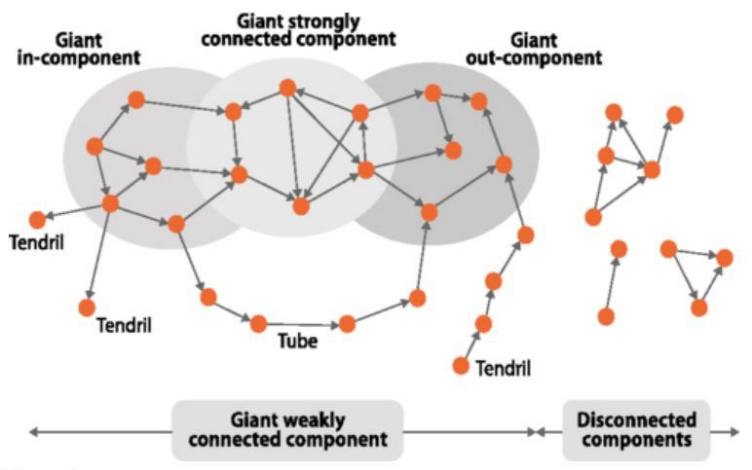 Giant
in-component
Giant strongly
connected component
Giant
out-component
Tendril
Tendril
Tube
Tendril
Giant weakly
connected component
Disconnected
components